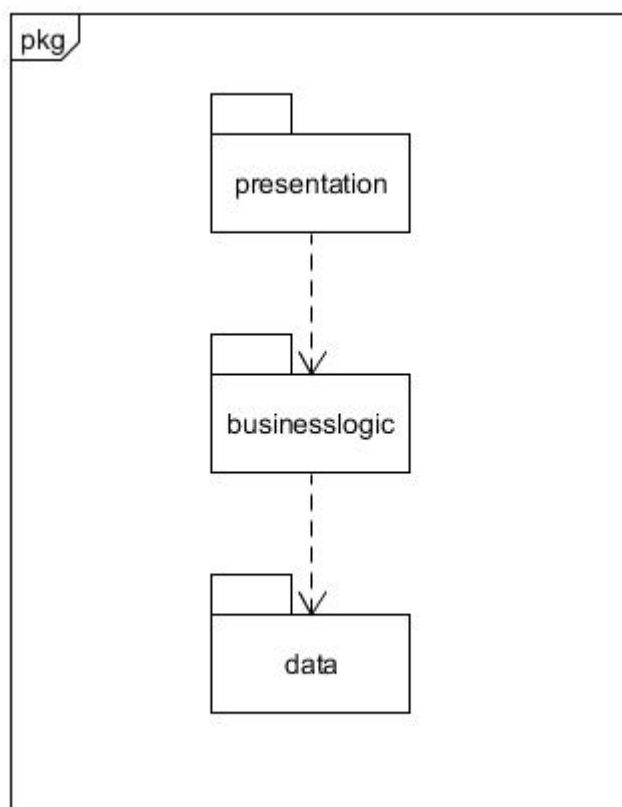 pkg
presentation
businesslogic
data